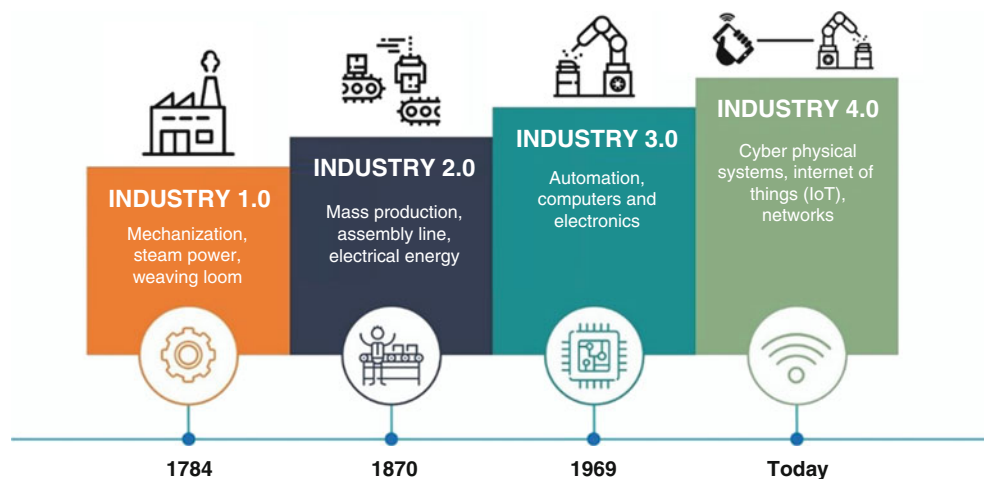 INDUSTRY 1.0
Mechanization,
steam power,
weaving loom
INDUSTRY 2.0
Mass production,
assembly line,
electrical energy
INDUSTRY 3.0
Automation,
computers and
electronics
INDUSTRY 4.0
Cyber physical
systems, internet of
things (IoT),
networks
1784
1870
1969
Today